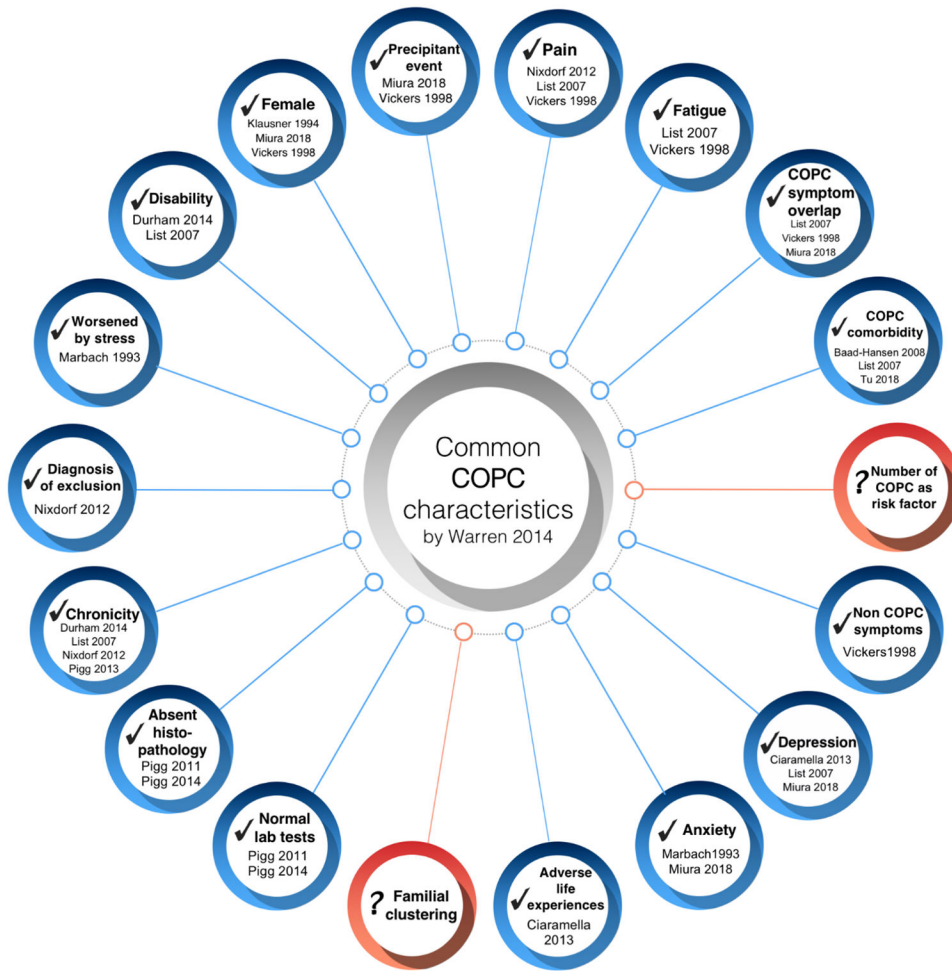 Common
COPC
characteristics
by Warren 2014
✓Precipitant
event
Miura 2018
Vickers 1998
✓Pain
Nixdorf 2012
List 2007
Vickers 1998
✓Fatigue
List 2007
Vickers 1998
COPC
✓symptom
overlap
List 2007
Vickers 1998
Miura 2018
COPC
✓comorbidity
Baad-Hansen 2008
List 2007
Tu 2018
?Number of
COPC as
risk factor
✓Non COPC
symptoms
Vickers1998
✓Depression
Ciaramella 2013
List 2007
Miura 2018
✓Anxiety
Marbach1993
Miura 2018
Adverse
✓life
experiences
Ciaramella
2013
?Familial
clustering
✓Normal
lab tests
Pigg 2011
Pigg 2014
Absent
✓histo-
pathology
Pigg 2011
Pigg 2014
✓Chronicity
Durham 2014
List 2007
Nixdorf 2012
Pigg 2013
✓Diagnosis
of exclusion
Nixdorf 2012
✓Worsened
by stress
Marbach 1993
✓Disability
Durham 2014
List 2007
✓Female
Klausner 1994
Miura 2018
Vickers 1998